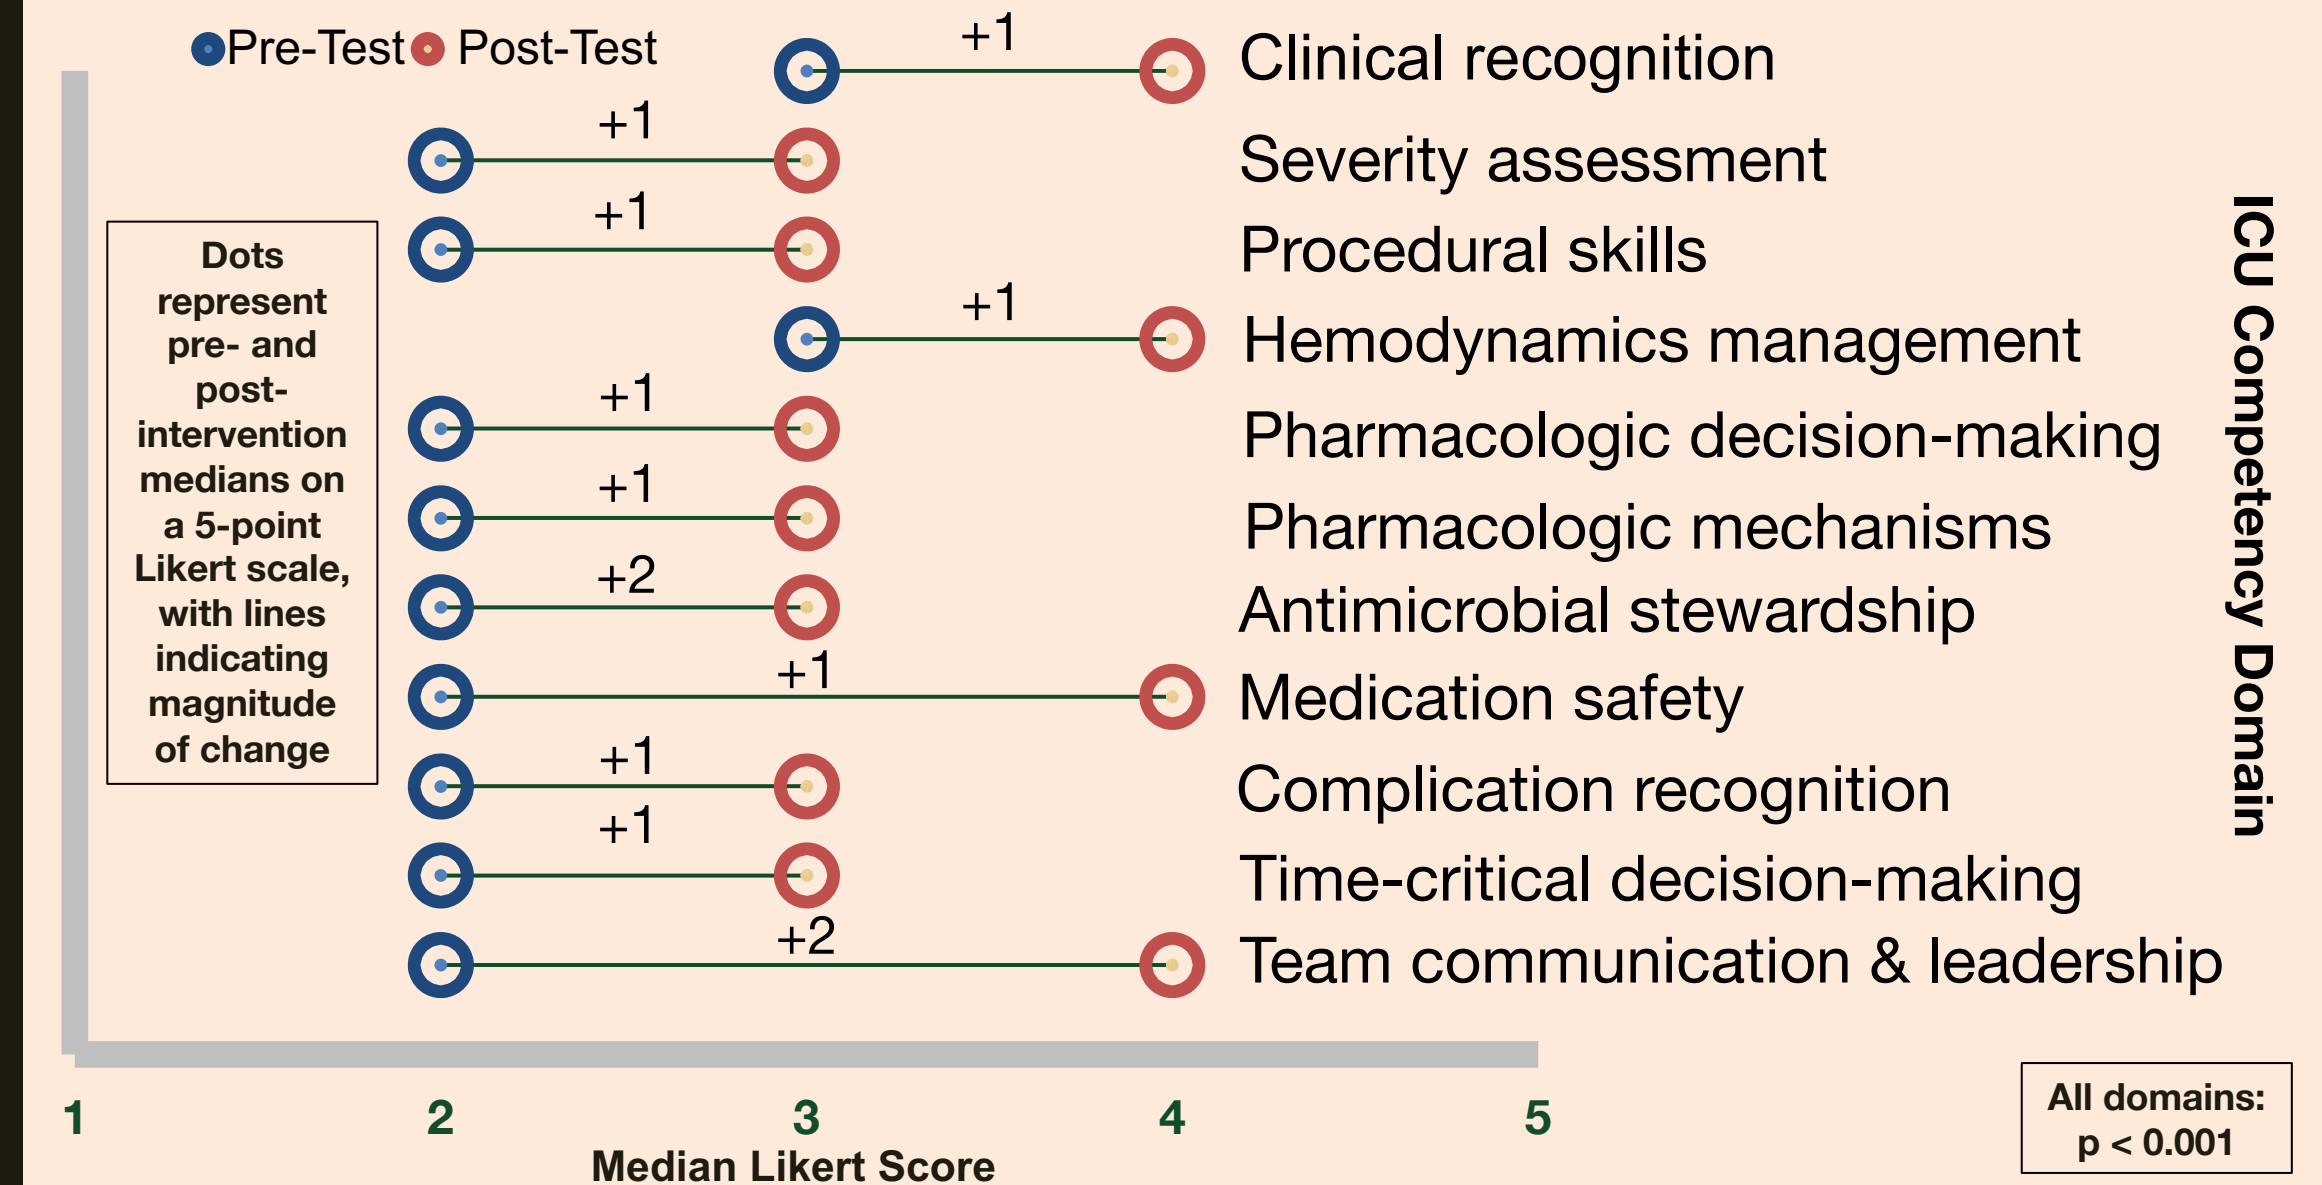 Pre-Test Post-Test
+1 Clinical recognition
+1 Severity assessment
+1 Procedural skills
+1 Hemodynamics management
+1 Pharmacologic decision-making
+1 Pharmacologic mechanisms
+2 Antimicrobial stewardship
+1 Medication safety
+1 Complication recognition
+1 Time-critical decision-making
+2 Team communication & leadership
Dots
represent
pre- and
post-
intervention
medians on
a 5-point
Likert scale,
with lines
indicating
magnitude
of change
ICU Competency Domain
1 2 3 4 5
Median Likert Score
All domains:
p < 0.001